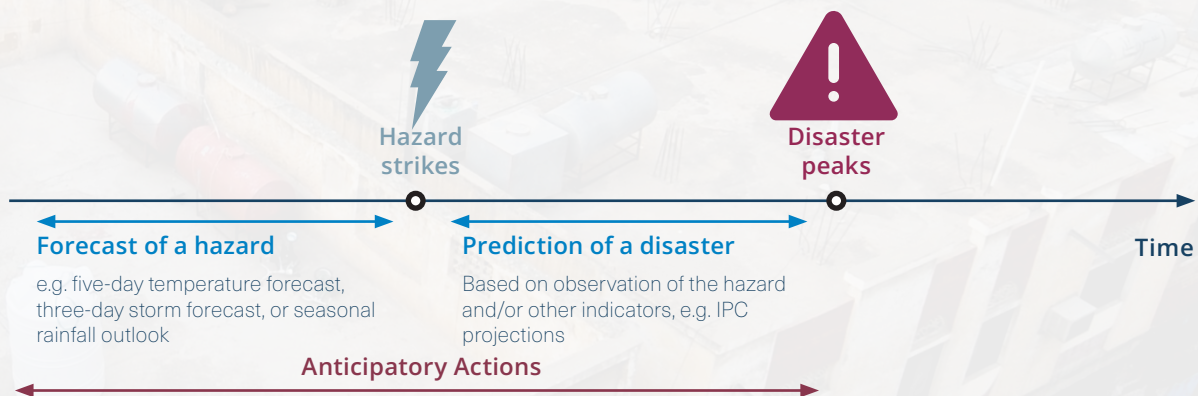 Hazard
strikes
Disaster
peaks
Forecast of a hazard
e.g. five-day temperature forecast,
three-day storm forecast, or seasonal
rainfall outlook
Prediction of a disaster
Based on observation of the hazard
and/or other indicators, e.g. IPC
projections
Time
Anticipatory Actions